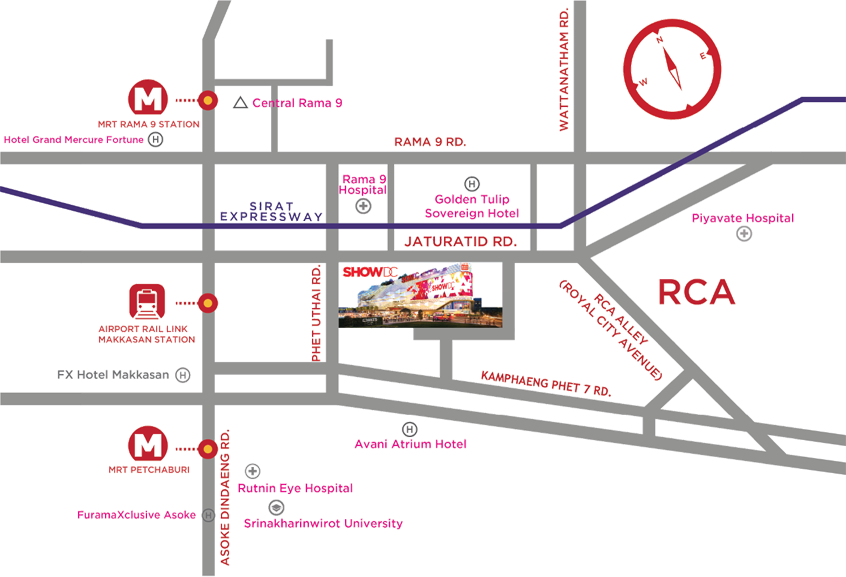 WATTANATHAM RD.
N
E
W
M
MRT RAMA 9 STATION
Central Rama 9
Hotel Grand Mercure Fortune
H
RAMA 9 RD.
Rama 9
Hospital
H
Golden Tulip
Sovereign Hotel
SIRAT
EXPRESSWAY
Piyavate Hospital
JATURATID RD.
SHOWDC
SHOWDC
RCA
RCA ALLEY
(ROYAL CITY AVENUE)
PHET UTHAI RD.
AIRPORT RAIL LINK
MAKKASAN STATION
FX Hotel Makkasan
H
KAMPHAENG PHET 7 RD.
H
Avani Atrium Hotel
M
MRT PETCHABURI
ASOKE DINDAENG RD.
Rutnin Eye Hospital
FuramaXclusive Asoke
H
Srinakharinwirot University